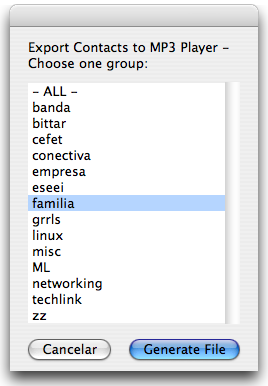 Export Contacts to MP3 Player –
Choose one group:
– ALL –
banda
bittar
cefet
conectiva
empresa
eseei
familia
grrls
linux
misc
ML
networking
techlink
zz
Cancelar
Generate File